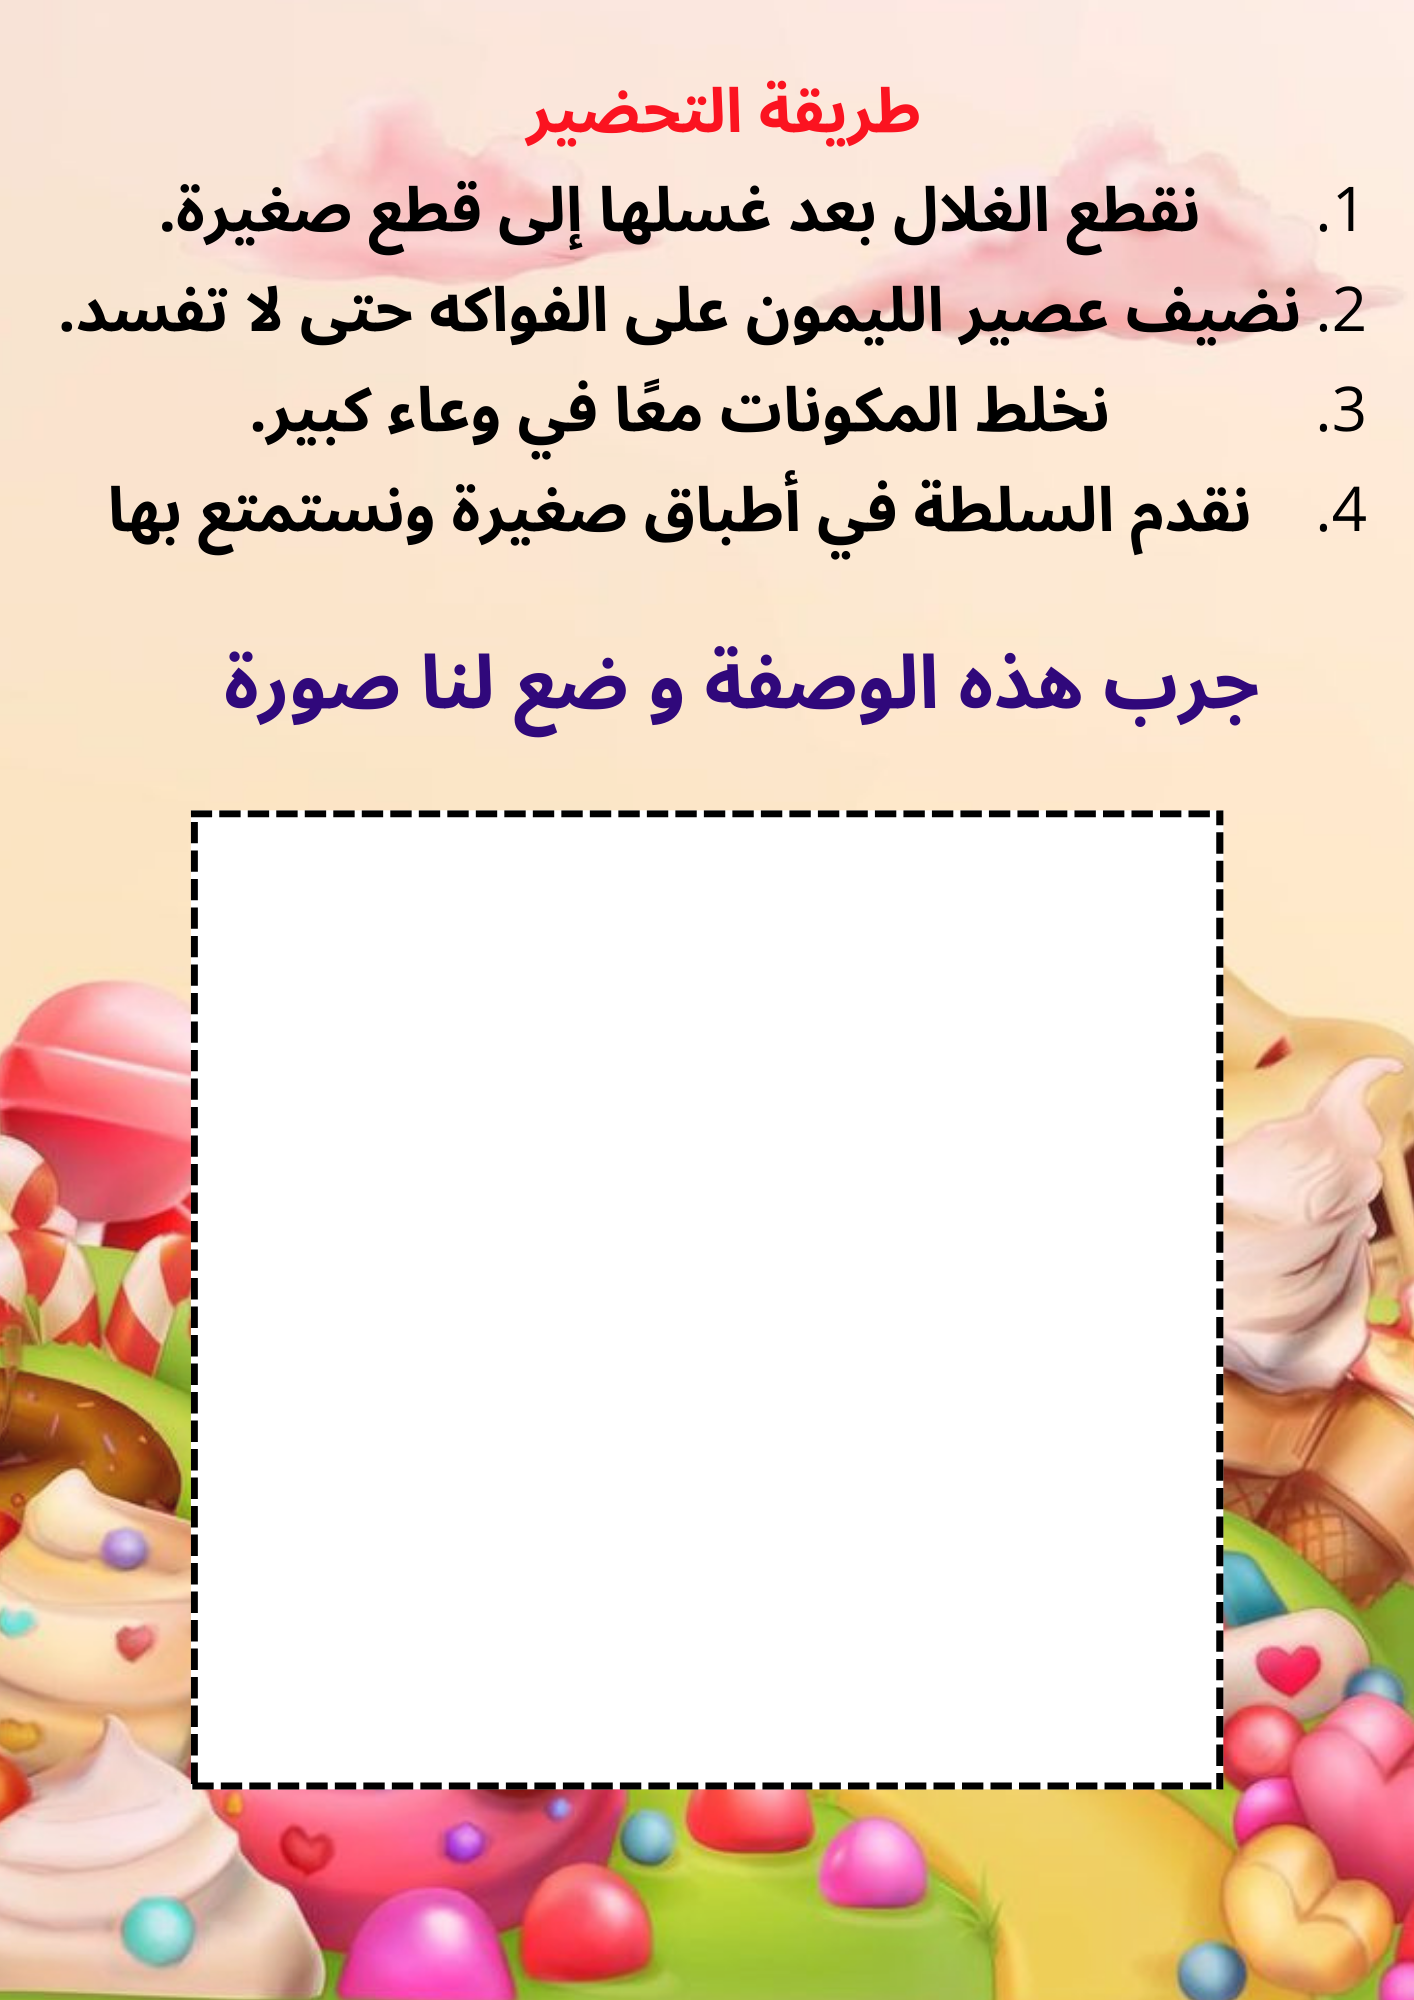 طريقة التحضير
1. نقطع الغلال بعد غسلها إلى قطع صغيرة.
2. نضيف عصير الليمون على الفواكه حتى لا تفسد.
3. نخلط المكونات معًا في وعاء كبير.
4. نقدم السلطة في أطباق صغيرة ونستمتع بها
جرب هذه الوصفة و ضع لنا صورة